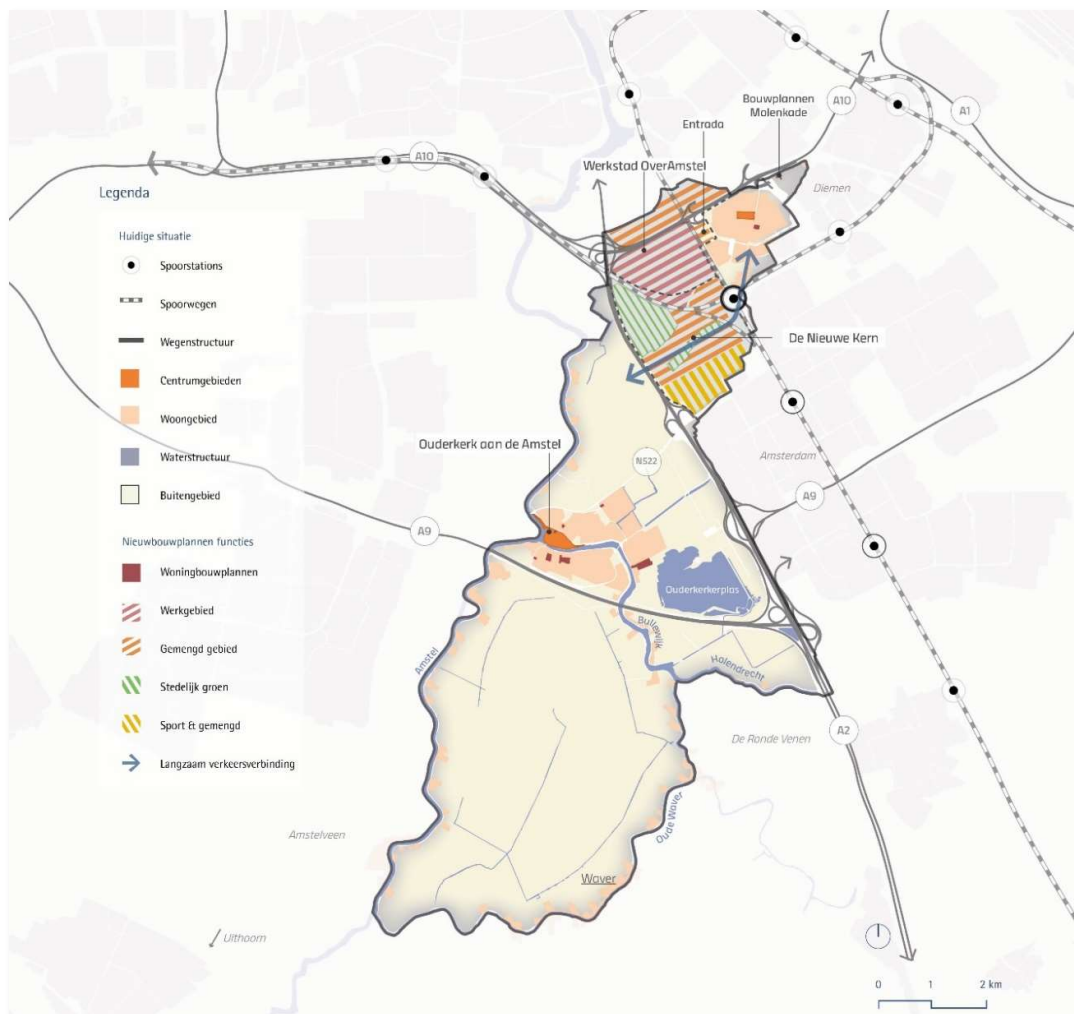 Bouwplannen
Molenkade
A10
A1
Entrada
A10
Werkstad OverAmstel
Diemen
Legenda
Huidige situatie
Spoorstations
Spoorwegen
Wegenstructuur
Centrumgebieden
Woongebied
Waterstructuur
Buitengebied
Nieuwbouwplannen functies
Woningbouwplannen
Werkgebied
Gemengd gebied
Stedelijk groen
Sport & gemengd
Langzaam verkeersverbinding
De Nieuwe Kern
Ouderkerk aan de Amstel
N522
Amsterdam
A9
A9
Ouderkerkerplas
Bullewijk
Amstel
Holendrecht
De Ronde Venen
A2
Oude Waver
Amstelveen
Waver
Uithoorn
0 1 2 km